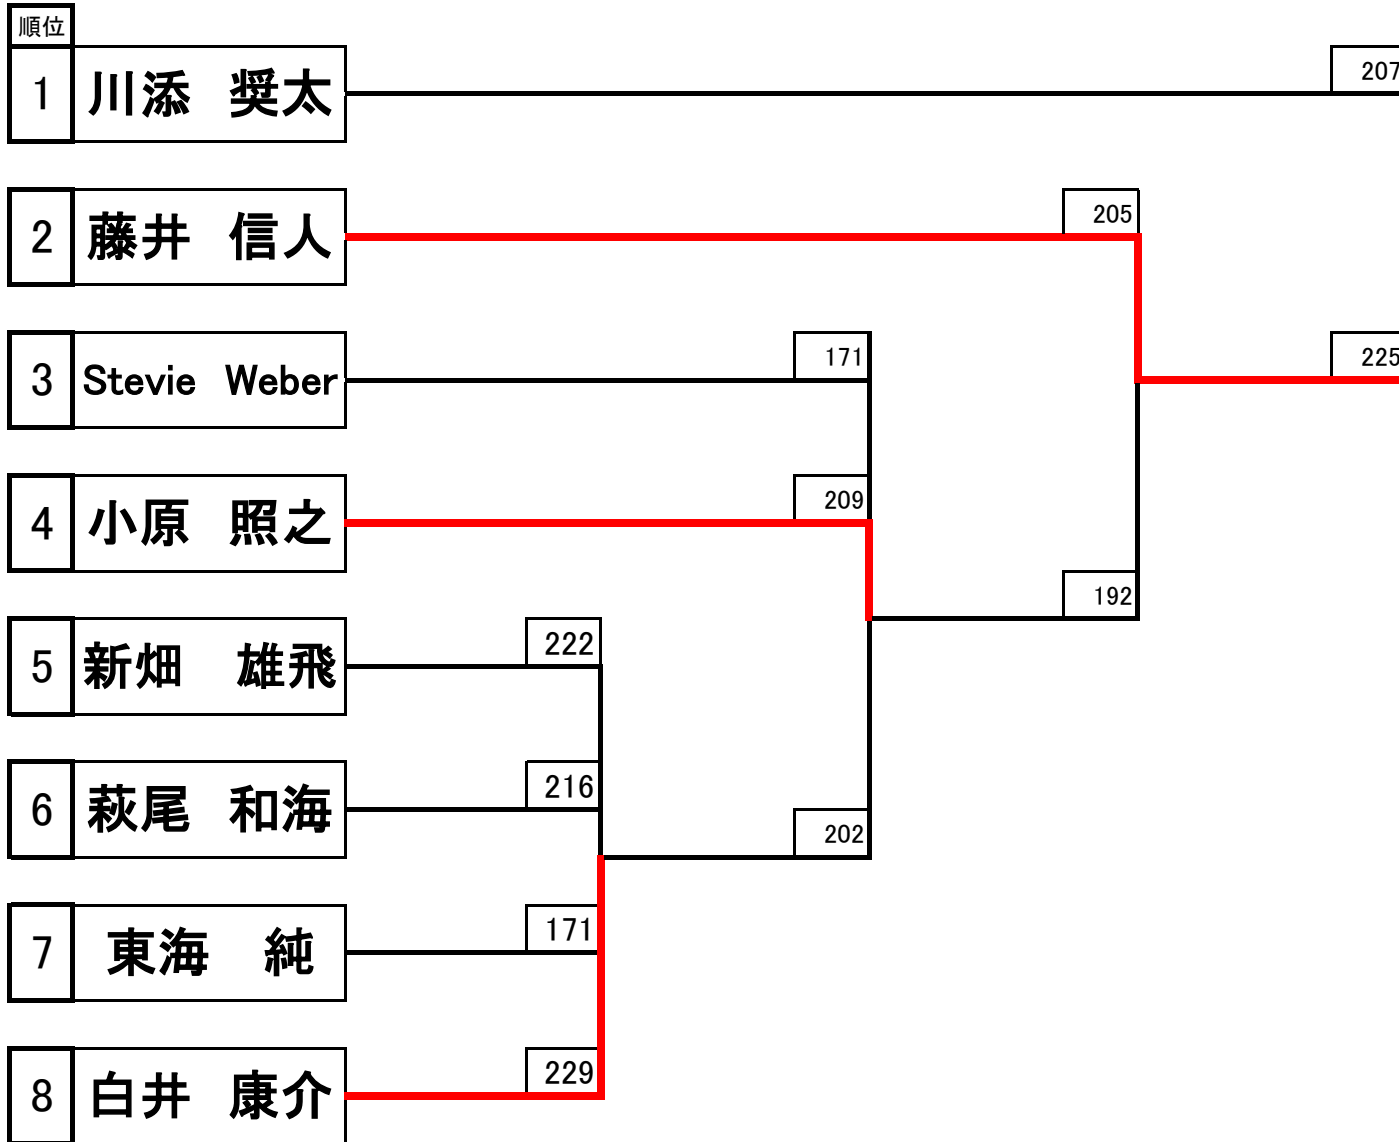 順位
1 川添 奨太 207
2 藤井 信人 205
3 Stevie Weber 171 225
4 小原 照之 209
192
5 新畑 雄飛 222
6 萩尾 和海 216
202
7 東海 純 171
8 白井 康介 229